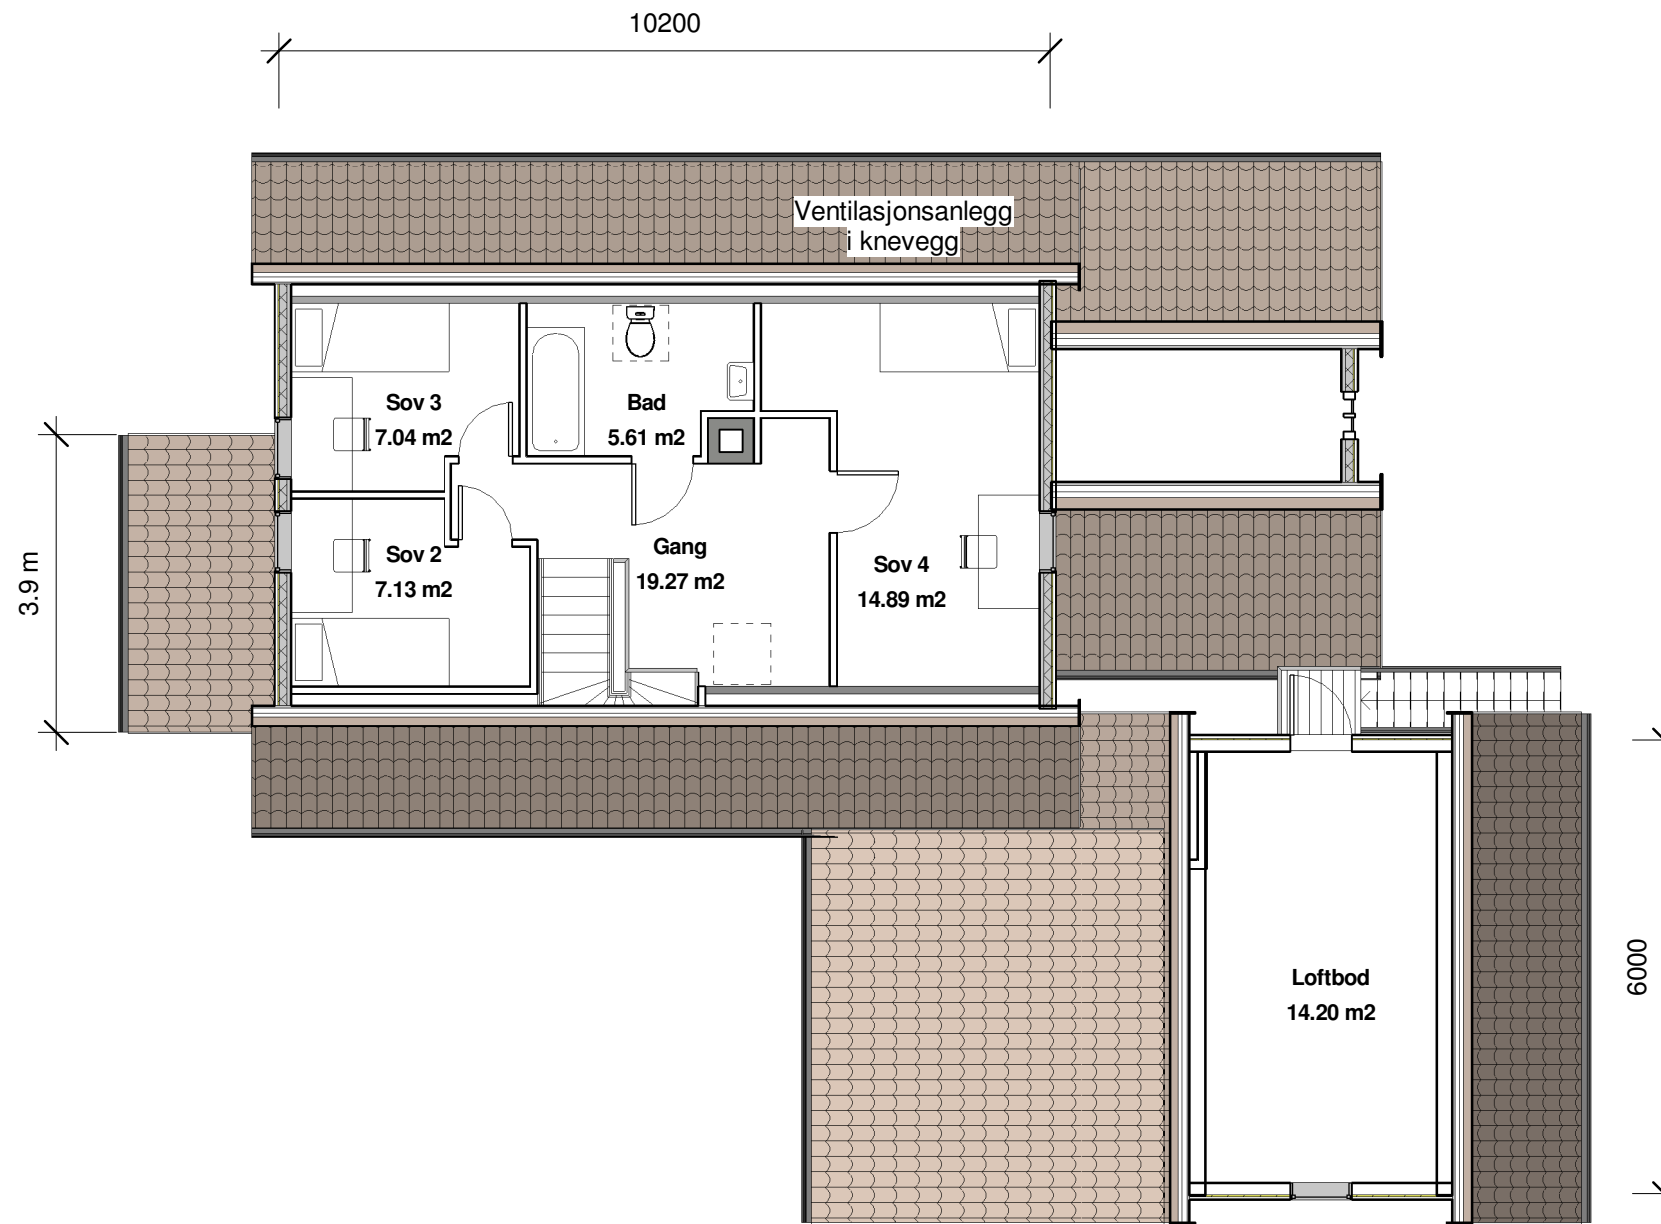 10200
Ventilasjonsanlegg
i knevegg
Sov 3
7.04 m2
Bad
5.61 m2
3.9 m
Sov 2
7.13 m2
Gang
19.27 m2
Sov 4
14.89 m2
6000
Loftbod
14.20 m2